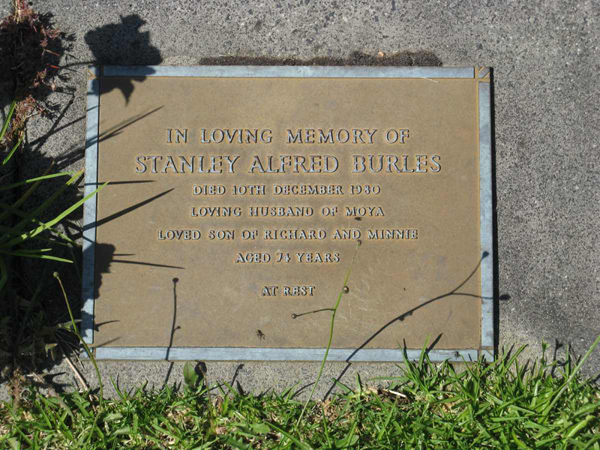 IN LOVING MEMORY OF
STANLEY ALFRED BURLES
DIED 10TH DECEMBER 1980
LOVING HUSBAND OF MOYA
LOVED SON OF RICHARD AND MINNIE
AGED 74 YEARS
AT REST